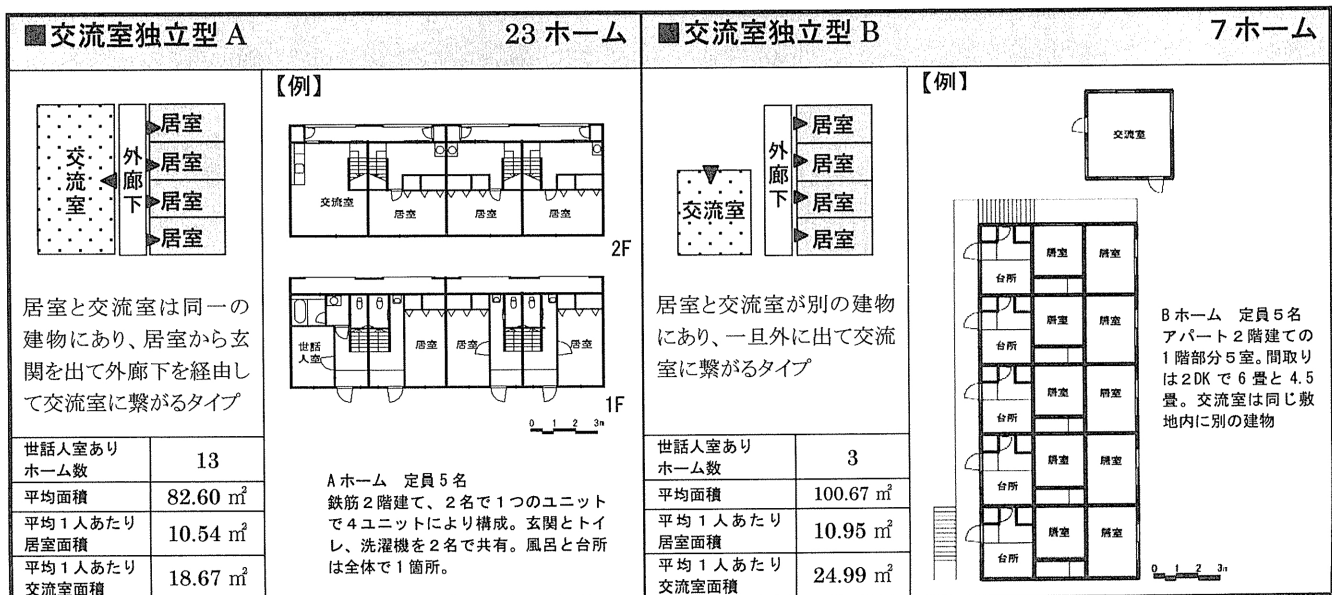 ■交流室独立型 A
23 ホーム
【例】
交流室
外廊下
居室
居室
居室
居室
交流室
居室
居室
居室
2F
世話人室
居室
居室
居室
1F
0 1 2 3m
居室と交流室は同一の
建物にあり、居室から玄
関を出て外廊下を経由し
て交流室に繋がるタイプ
世話人室あり
ホーム数
13
平均面積
82.60 ㎡
平均1人あたり
居室面積
10.54 ㎡
平均1人あたり
交流室面積
18.67 ㎡
Aホーム 定員5名
鉄筋2階建て、2名で1つのユニット
で4ユニットにより構成。玄関とトイ
レ、洗濯機を2名で共有。風呂と台所
は全体で1箇所。
■交流室独立型 B
7 ホーム
【例】
交流室
外廊下
居室
居室
居室
居室
居室と交流室が別の建物
にあり、一旦外に出て交流
室に繋がるタイプ
世話人室あり
ホーム数
3
平均面積
100.67 ㎡
平均1人あたり
居室面積
10.95 ㎡
平均1人あたり
交流室面積
24.99 ㎡
交流室
居室 居室
台所
居室 居室
台所
居室 居室
台所
居室 居室
台所
居室 居室
台所
0 1 2 3m
Bホーム 定員5名
アパート2階建ての
1階部分5室。間取り
は2DKで6畳と4.5
畳。交流室は同じ敷
地内に別の建物